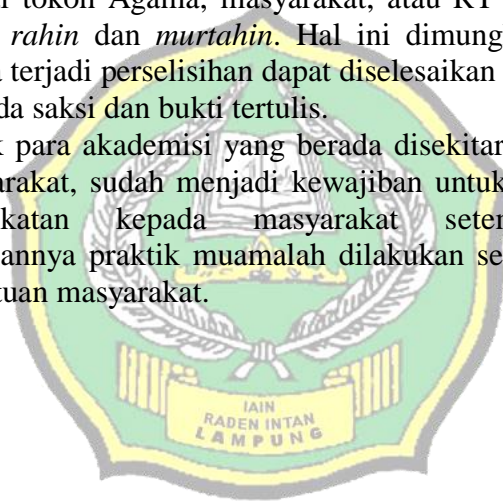 tokoh Agama, masyarakat, atau RT
rahin dan murtahin. Hal ini dimung
terjadi perselisihan dapat diselesaikan
da saksi dan bukti tertulis.
k para akademisi yang berada disekitar
arakat, sudah menjadi kewajiban untuk
katan kepada masyarakat seten
annya praktik muamalah dilakukan se
tuan masyarakat.
IAIN
RADEN INTAN
LAMPUNG